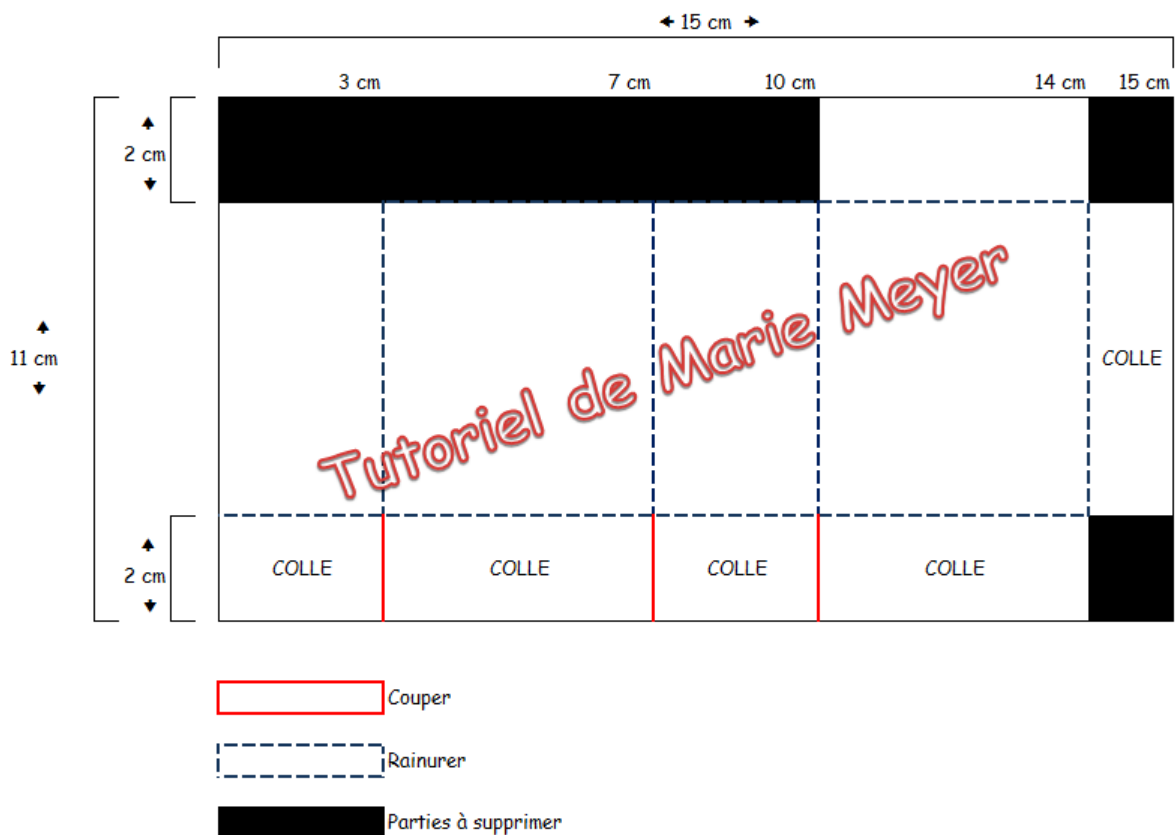 15 cm
3 cm
7 cm
10 cm
14 cm
15 cm
2 cm
11 cm
Tutoriel de Marie Meyer
COLLE
2 cm
COLLE
COLLE
COLLE
COLLE
Couper
Rainurer
Parties à supprimer